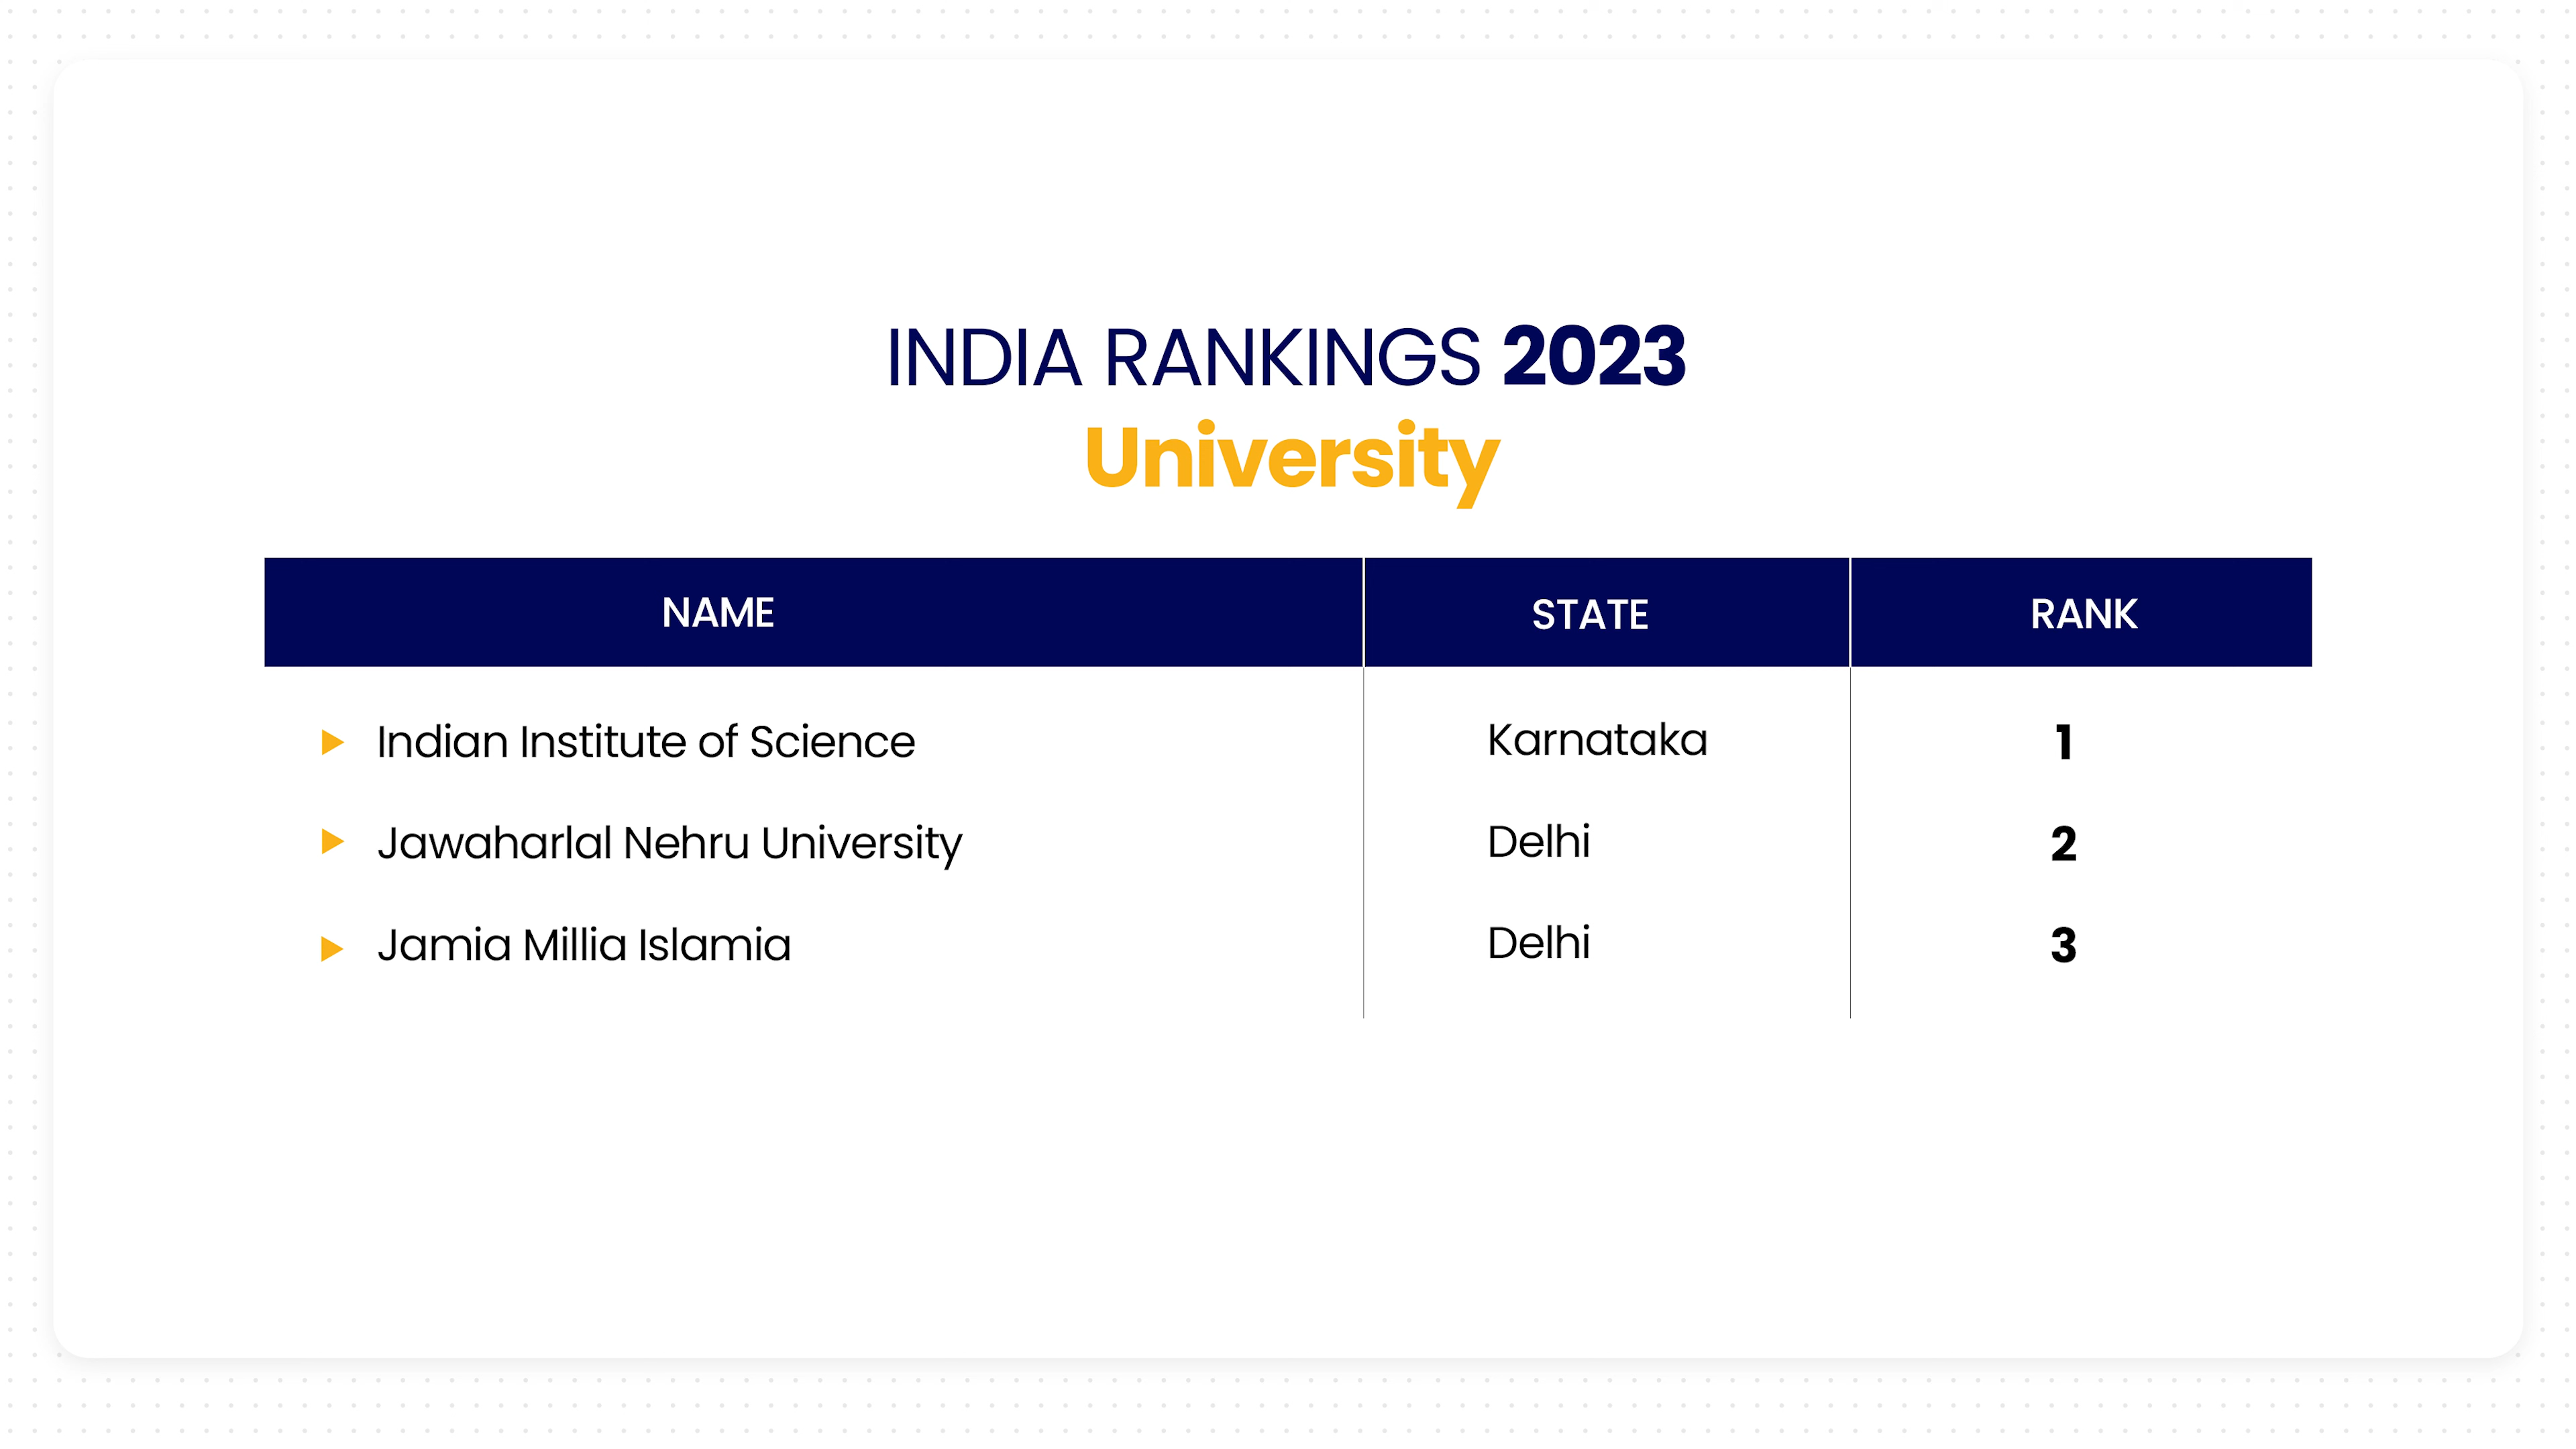 INDIA RANKINGS 2023
University
NAME STATE RANK
Indian Institute of Science Karnataka 1
Jawaharlal Nehru University Delhi 2
Jamia Millia Islamia Delhi 3